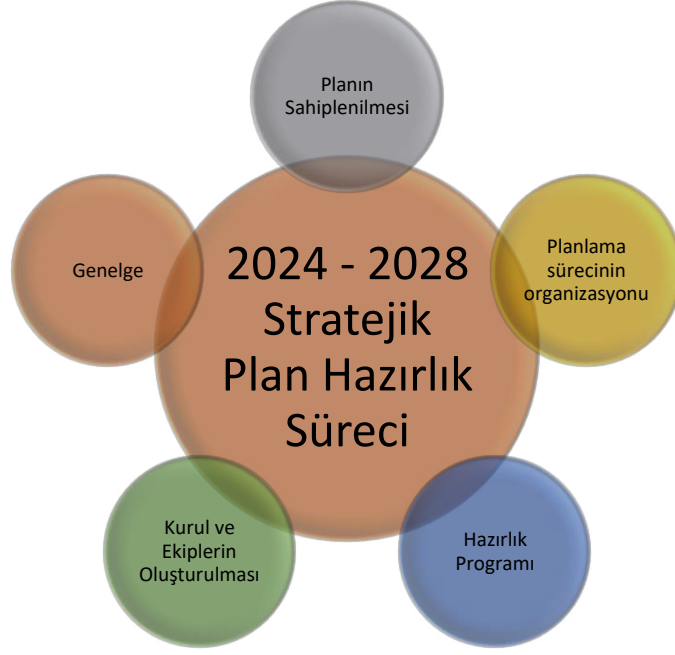 Planın
Sahiplenilmesi
Genelge
2024 - 2028
Stratejik
Plan Hazırlık
Süreci
Planlama
sürecinin
organizasyonu
Kurul ve
Ekiplerin
Oluşturulması
Hazırlık
Programı